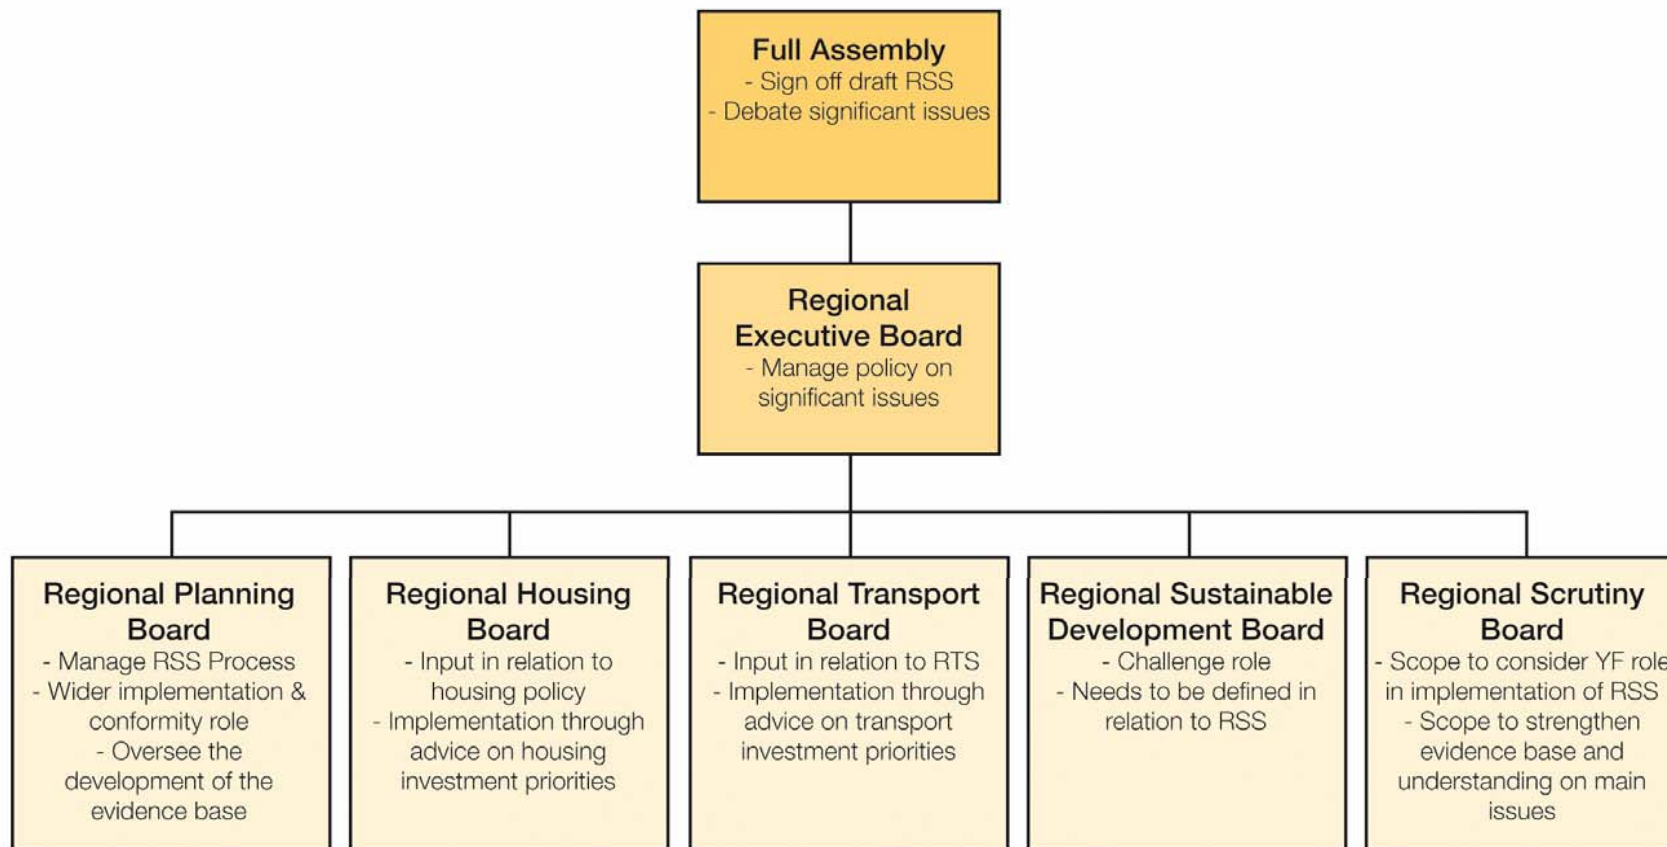 Full Assembly
- Sign off draft RSS
- Debate significant issues
Regional
Executive Board
- Manage policy on
significant issues
Regional Planning
Board
- Manage RSS Process
- Wider implementation &
conformity role
- Oversee the
development of the
evidence base
Regional Housing
Board
- Input in relation to
housing policy
- Implementation through
advice on housing
investment priorities
Regional Transport
Board
- Input in relation to RTS
- Implementation through
advice on transport
investment priorities
Regional Sustainable
Development Board
- Challenge role
- Needs to be defined in
relation to RSS
Regional Scrutiny
Board
- Scope to consider YF role
in implementation of RSS
- Scope to strengthen
evidence base and
understanding on main
issues